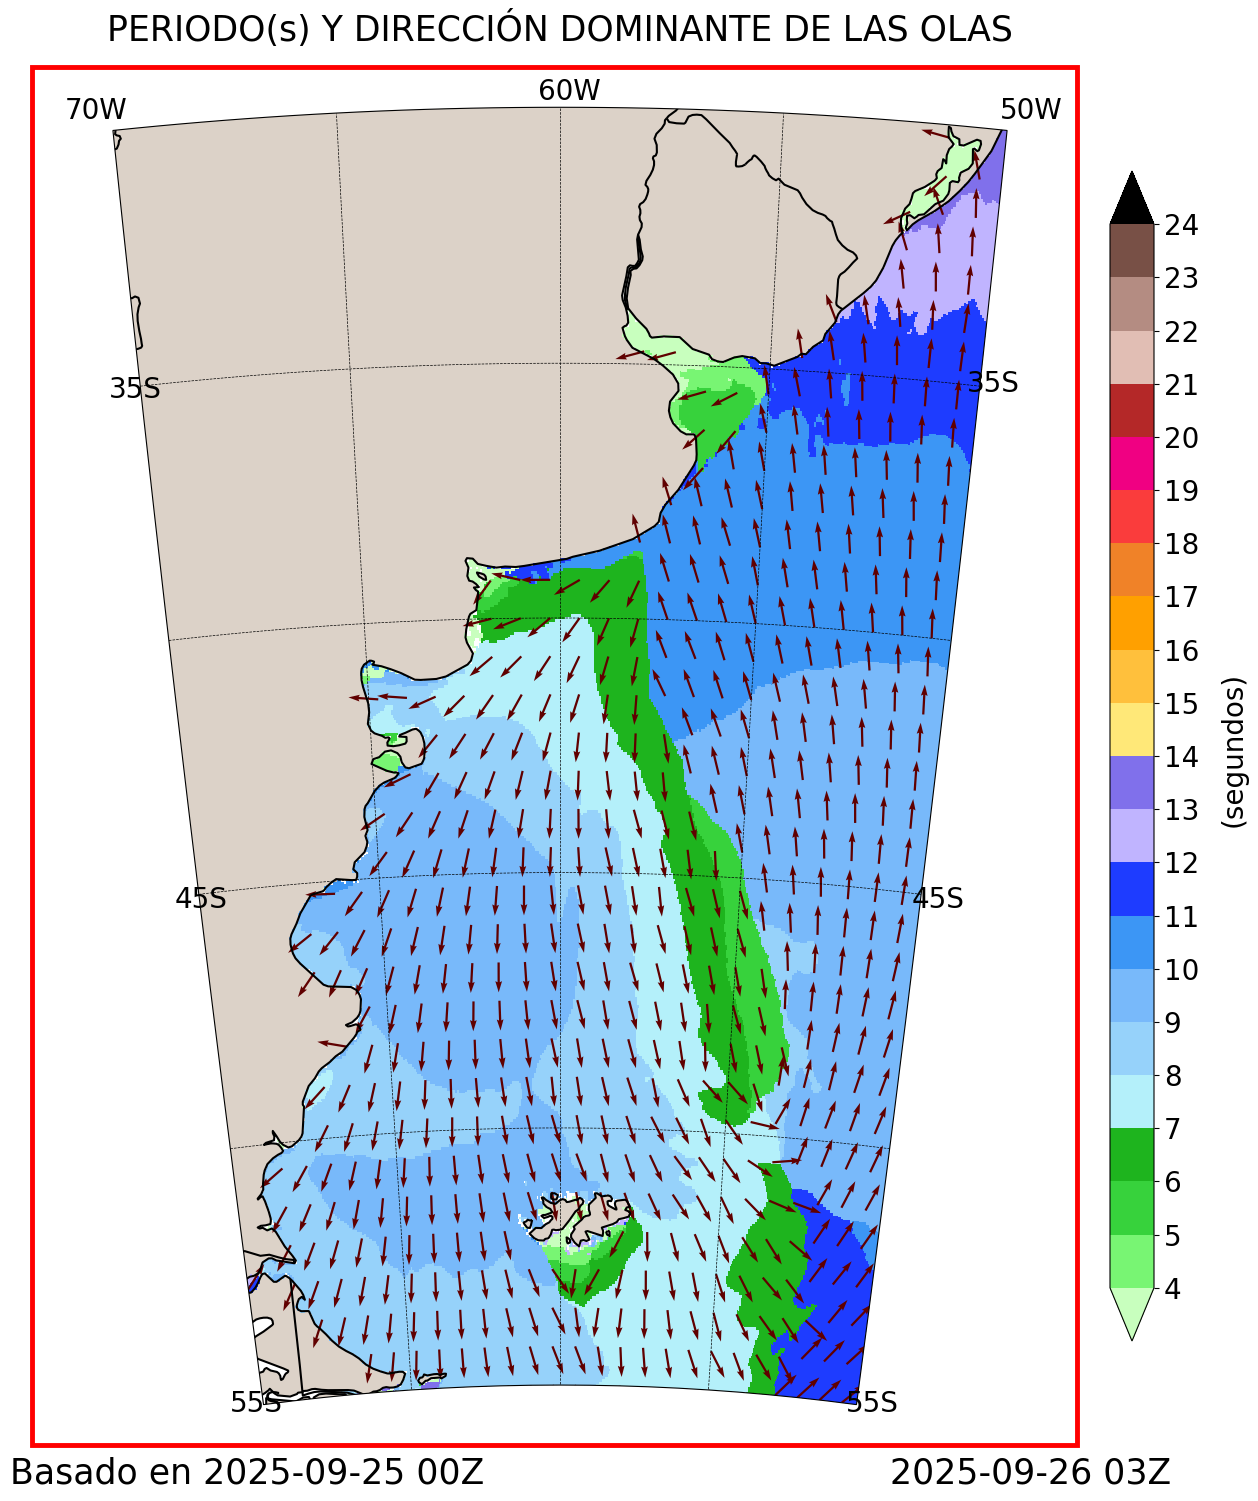 PERIODO(s) Y DIRECCIÓN DOMINANTE DE LAS OLAS
70W
60W
50W
35S
35S
45S
45S
55S
55S
24
23
22
21
20
19
18
17
16
15
14
13
12
11
10
9
8
7
6
5
4
(segundos)
Basado en 2025-09-25 00Z
2025-09-26 03Z